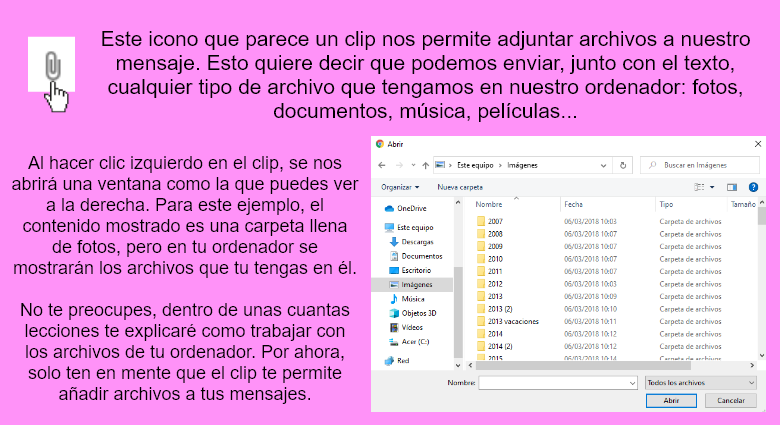 Este icono que parece un clip nos permite adjuntar archivos a nuestro
mensaje. Esto quiere decir que podemos enviar, junto con el texto,
cualquier tipo de archivo que tengamos en nuestro ordenador: fotos,
documentos, música, películas...
Al hacer clic izquierdo en el clip, se nos
abrirá una ventana como la que puedes ver
a la derecha. Para este ejemplo, el
contenido mostrado es una carpeta llena
de fotos, pero en tu ordenador se
mostrarán los archivos que tu tengas en él.
No te preocupes, dentro de unas cuantas
lecciones te explicaré como trabajar con
los archivos de tu ordenador. Por ahora,
solo ten en mente que el clip te permite
añadir archivos a tus mensajes.
Abrir
Este equipo > Imágenes
Buscar en Imágenes
Organizar
Nueva carpeta
OneDrive
Este equipo
Descargas
Documentos
Escritorio
Imágenes
Música
Objetos 3D
Vídeos
Acer (C:)
Red
Nombre Fecha Tipo Tamaño
2007 06/03/2018 10:03 Carpeta de archivos
2008 06/03/2018 10:07 Carpeta de archivos
2009 06/03/2018 10:07 Carpeta de archivos
2010 06/03/2018 10:07 Carpeta de archivos
2011 06/03/2018 10:07 Carpeta de archivos
2012 06/03/2018 10:07 Carpeta de archivos
2013 06/03/2018 10:09 Carpeta de archivos
2013 (2) 06/03/2018 10:10 Carpeta de archivos
2013 vacaciones 06/03/2018 10:11 Carpeta de archivos
2014 06/03/2018 10:12 Carpeta de archivos
2014 (2) 06/03/2018 10:12 Carpeta de archivos
2015 06/03/2018 10:14 Carpeta de archivos
Nombre:
Todos los archivos
Abrir
Cancelar